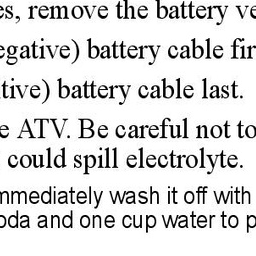 es, remove the battery ve
egative) battery cable fir
tive) battery cable last.
e ATV. Be careful not to
could spill electrolyte.
mmediately wash it off with
oda and one cup water to p